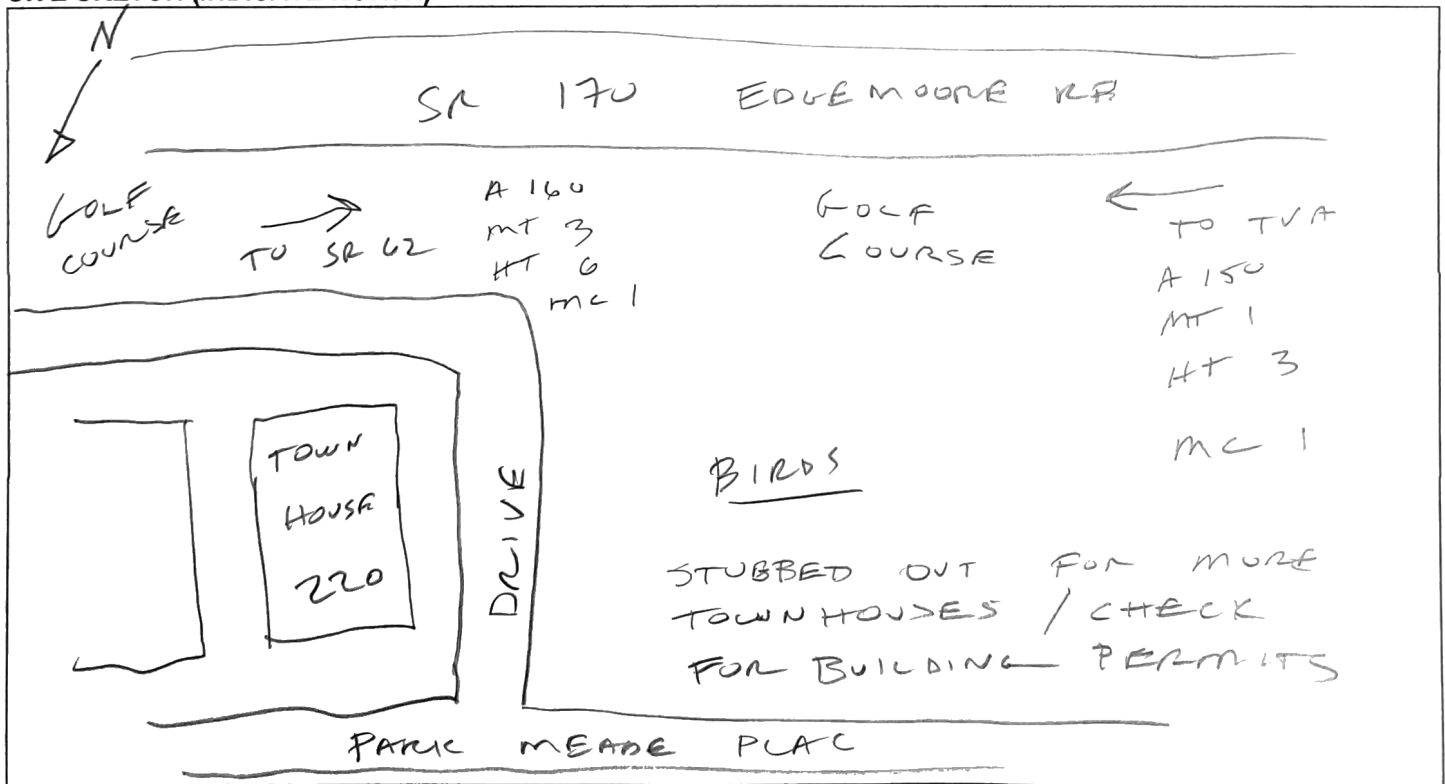 N
SR 170 EDGEMOORE RD
GOLF
COURSE
TO SR 62
A 160
MT 3
HT 6
MC 1
GOLF
COURSE
TO TVA
A 150
MT 1
HT 3
MC 1
TOWN
HOUSE
220
DRIVE
BIRDS
STUBBED OUT FOR MORE
TOWNHOUSES / CHECK
FOR BUILDING PERMITS
PARK MEADE PLAC